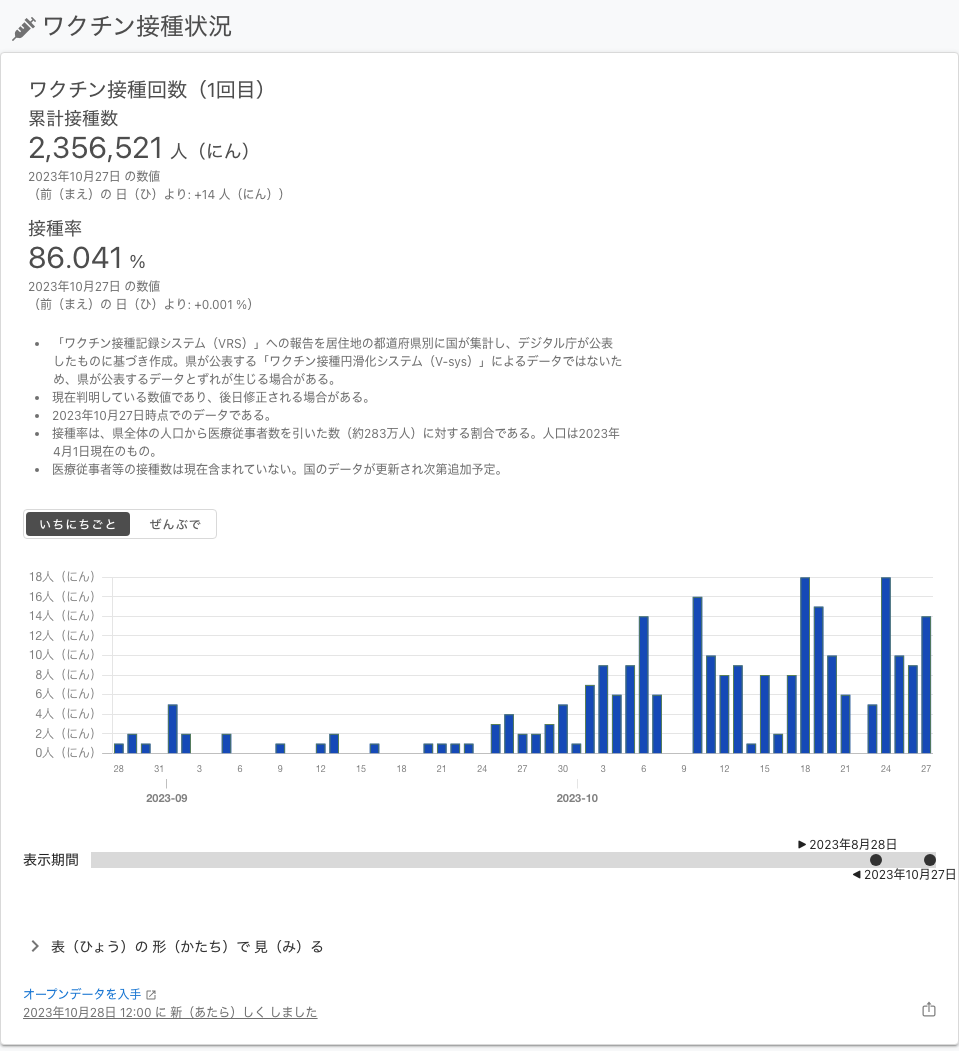 ワクチン接種状況
ワクチン接種回数（1回目）
累計接種数
2,356,521 人（にん）
2023年10月27日 の数値
（前（まえ）の 日（ひ）より: +14 人（にん））
接種率
86.041 %
2023年10月27日 の数値
（前（まえ）の 日（ひ）より: +0.001 %）
• 「ワクチン接種記録システム（VRS）」への報告を居住地の都道府県別に国が集計し、デジタル庁が公表
したものに基づき作成。県が公表する「ワクチン接種円滑化システム（V-sys）」によるデータではないた
め、県が公表するデータとずれが生じる場合がある。
• 現在判明している数値であり、後日修正される場合がある。
• 2023年10月27日時点でのデータである。
• 接種率は、県全体の人口から医療従事者数を引いた数（約283万人）に対する割合である。人口は2023年
4月1日現在のもの。
• 医療従事者等の接種数は現在含まれていない。国のデータが更新され次第追加予定。
いちにちごと ぜんぶで
18人（にん）
16人（にん）
14人（にん）
12人（にん）
10人（にん）
8人（にん）
6人（にん）
4人（にん）
2人（にん）
0人（にん）
28 31 3 6 9 12 15 18 21 24 27 30 3 6 9 12 15 18 21 24 27
2023-09 2023-10
▶ 2023年8月28日
表示期間
◀ 2023年10月27日
表（ひょう）の 形（かたち）で 見（み）る
オープンデータを入手
2023年10月28日 12:00 に 新（あたら）しく しました